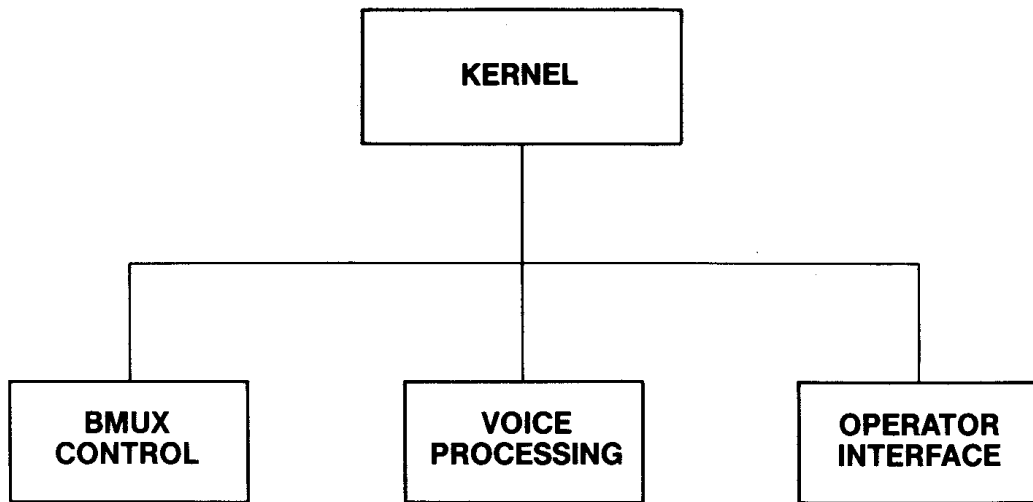 KERNEL
BMUX
CONTROL
VOICE
PROCESSING
OPERATOR
INTERFACE